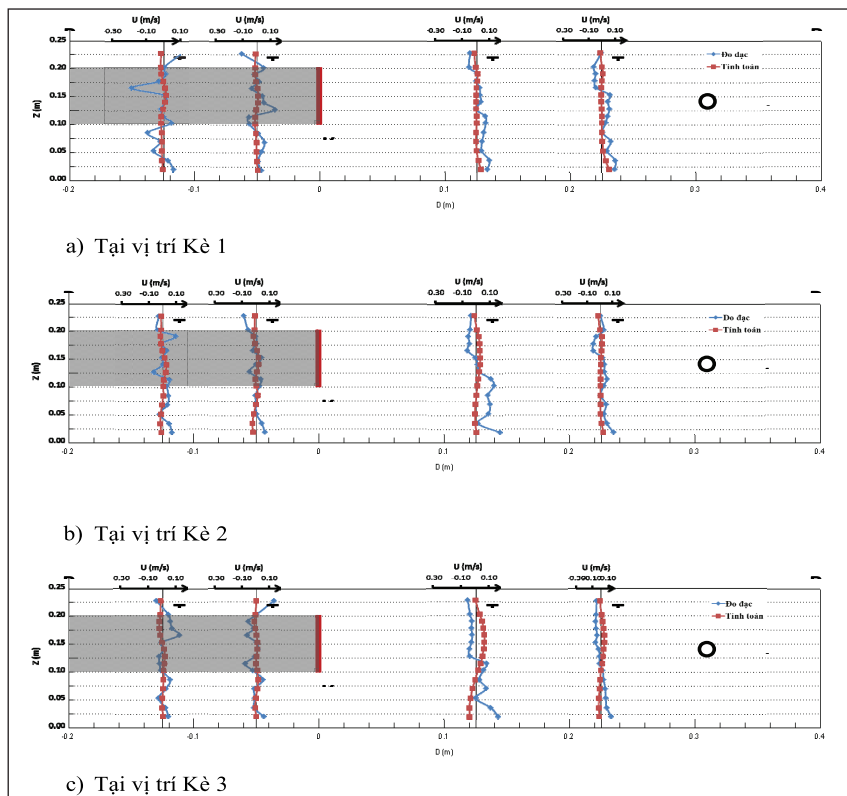 U (m/s) U (m/s) U (m/s) U (m/s)
0.30 -0.10 0.10 0.30 -0.10 0.10 0.30 -0.10 0.10 0.30 -0.10 0.10
0.25
0.20
0.15
0.10
0.05
0.00
Z (m)
Đo đạc
Tính toán
-0.2 -0.1 0 0.1 0.2 0.3 0.4
D (m)
a) Tại vị trí Kè 1
U (m/s) U (m/s) U (m/s) U (m/s)
0.30 -0.10 0.10 0.30 -0.10 0.10 0.30 -0.10 0.10 0.30 -0.10 0.10
0.25
0.20
0.15
0.10
0.05
0.00
Z (m)
Đo đạc
Tính toán
-0.2 -0.1 0 0.1 0.2 0.3 0.4
D (m)
b) Tại vị trí Kè 2
U (m/s) U (m/s) U (m/s) U (m/s)
0.30 -0.10 0.10 0.30 -0.10 0.10 0.30 -0.10 0.10
0.25
0.20
0.15
0.10
0.05
0.00
Z (m)
Đo đạc
Tính toán
-0.2 -0.1 0 0.1 0.2 0.3 0.4
D (m)
c) Tại vị trí Kè 3